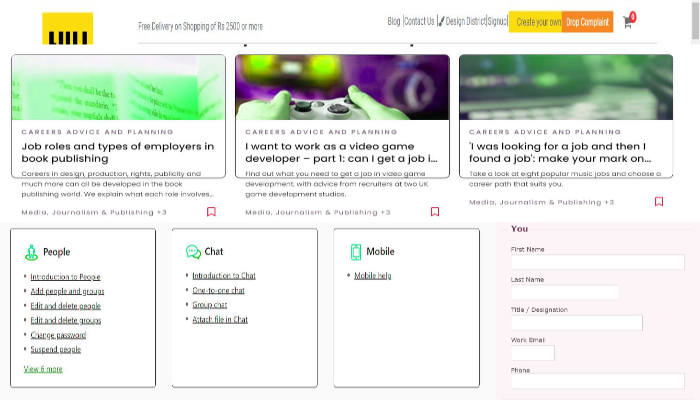 Free Delivery on Shopping of Rs 2500 or more
Blog |Contact Us | Design District|Signup| Create your own Drop Complaint
0
CAREERS ADVICE AND PLANNING
Job roles and types of employers in
book publishing
Careers in design, production, rights, publicity and
much more can all be developed in the book
publishing world. We explain what each role involves...
Media, Journalism & Publishing +3
CAREERS ADVICE AND PLANNING
I want to work as a video game
developer – part 1: can I get a job i...
Find out what you need to get a job in video game
development, with advice from recruiters at two UK
game development studios.
Media, Journalism & Publishing +3
CAREERS ADVICE AND PLANNING
'I was looking for a job and then I
found a job': make your mark on...
Take a look at eight popular music jobs and choose a
career path that suits you.
Media, Journalism & Publishing +3
People
Introduction to People
Add people and groups
Edit and delete people
Edit and delete groups
Change password
Suspend people
View 6 more
Chat
Introduction to Chat
One-to-one chat
Group chat
Attach file in Chat
Mobile
Mobile help
You
First Name
Last Name
Title / Designation
Work Email
Phone